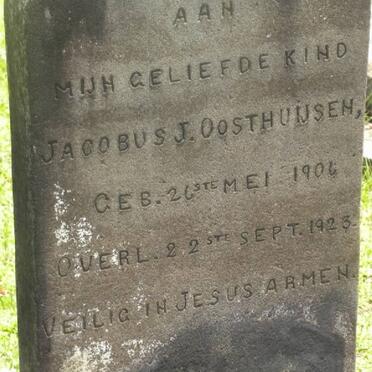 AAN
MIJN GELIEFDE KIND
JACOBUS J. OOSTHUIJSEN,
GEB. 26STE MEI 1906
OVERL. 22STE SEPT. 1923.
VEILIG IN JESUS ARMEN.